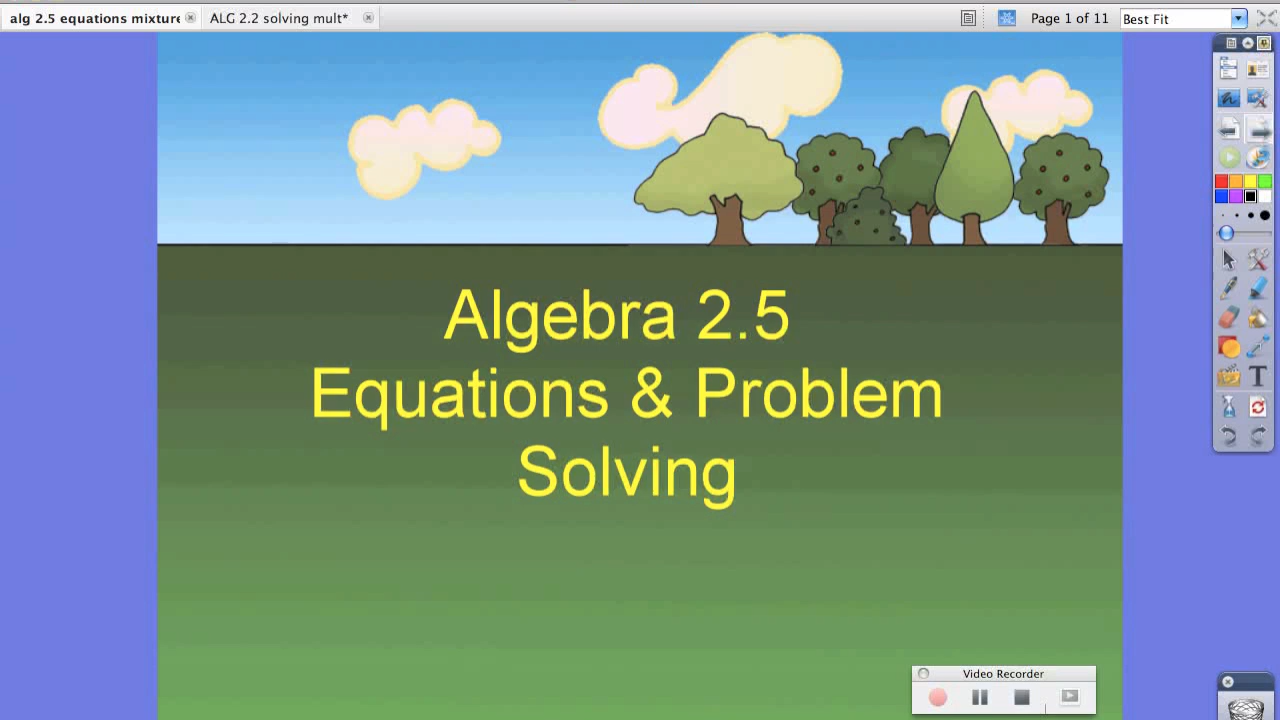 alg 2.5 equations mixture
ALG 2.2 solving mult*
Page 1 of 11
Best Fit
Algebra 2.5
Equations & Problem
Solving
Video Recorder
T